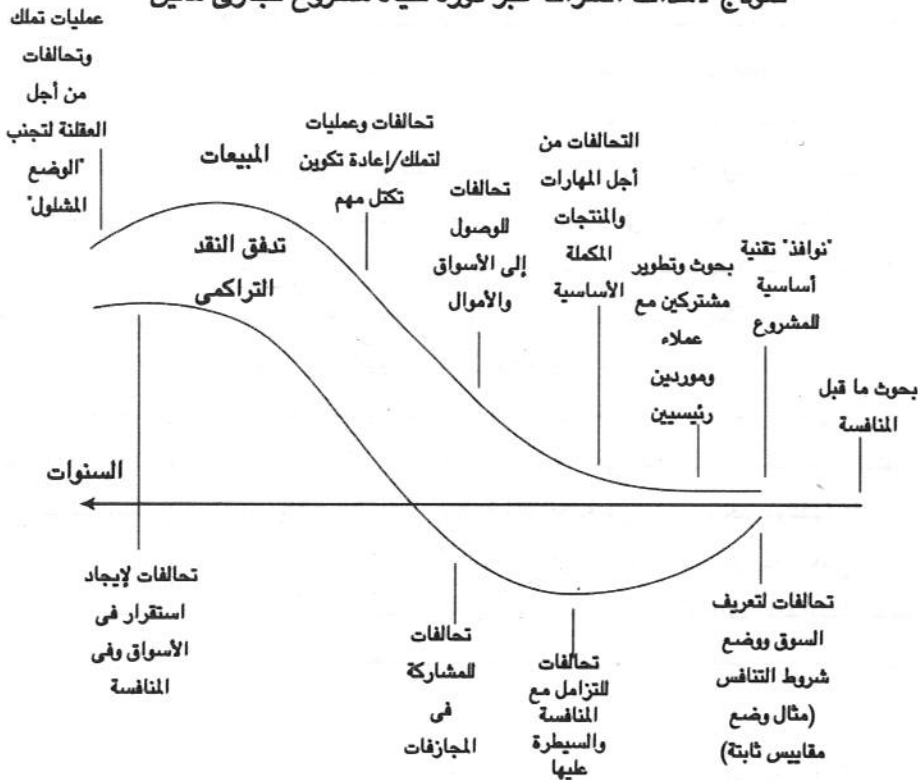 عمليات تملك
وتحالفات
من أجل
العقلنة لتجنب
"الوضع
المشلول"
المبيعات
تدفق النقد
التراكمى
تحالفات وعمليات
لتملك/إعادة تكوين
تكتل مهم
تحالفات
للوصول
إلى الأسواق
والأموال
التحالفات من
أجل المهارات
والمنتجات
المكملة
الأساسية
بحوث وتطوير
مشتركين مع
عملاء
وموردين
رئيسيين
"نوافذ" تقنية
أساسية
للمشروع
بحوث ما قبل
المنافسة
السنوات
تحالفات لإيجاد
استقرار فى
الأسواق وفى
المنافسة
تحالفات
للمشاركة
فى
المجازفات
تحالفات
للتزامل مع
المنافسة
والسيطرة
عليها
تحالفات لتعريف
السوق ووضع
شروط التنافس
(مثال وضع
مقاييس ثابتة)